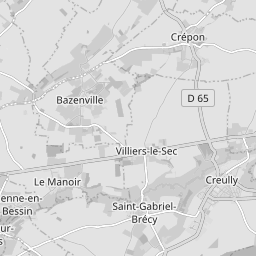 Crépon
D 65
Bazenville
Villiers-le-Sec
Le Manoir
Creully
enne-en-
Bessin
Saint-Gabriel-
Brécy
ur-
s